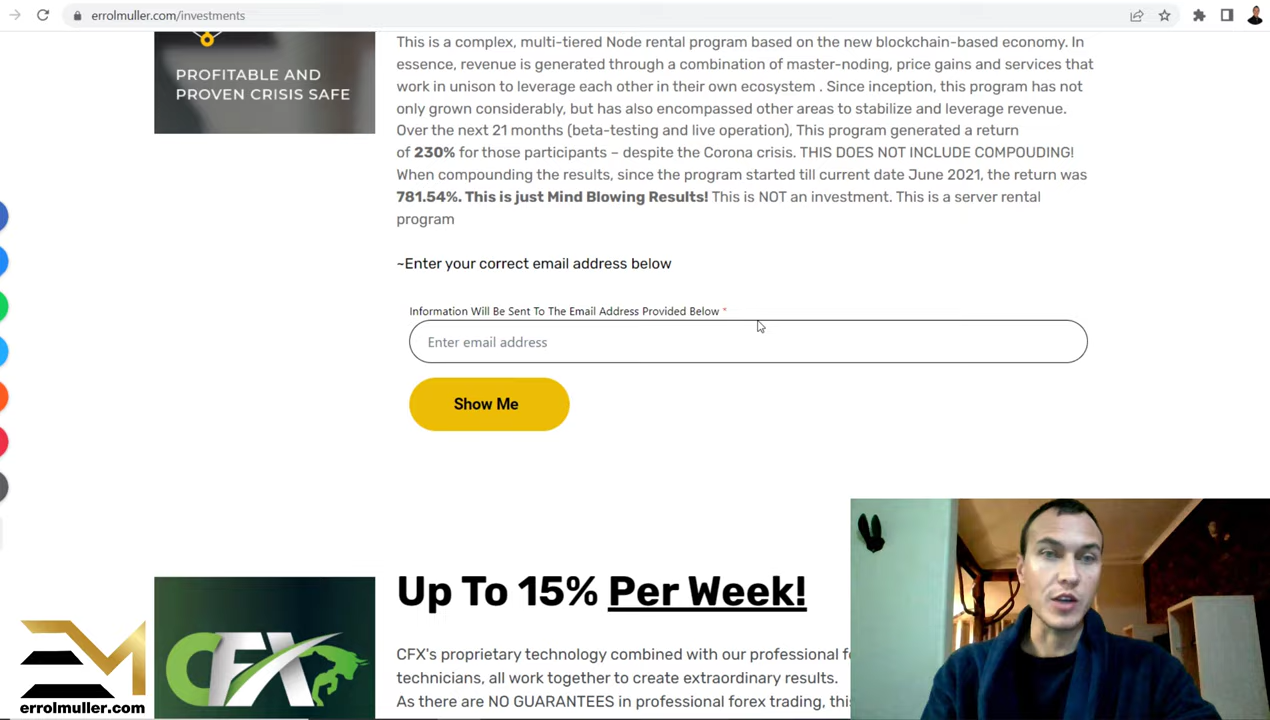 errolmuller.com/investments
PROFITABLE AND
PROVEN CRISIS SAFE
This is a complex, multi-tiered Node rental program based on the new blockchain-based economy. In
essence, revenue is generated through a combination of master-noding, price gains and services that
work in unison to leverage each other in their own ecosystem . Since inception, this program has not
only grown considerably, but has also encompassed other areas to stabilize and leverage revenue.
Over the next 21 months (beta-testing and live operation), This program generated a return
of 230% for those participants – despite the Corona crisis. THIS DOES NOT INCLUDE COMPOUDING!
When compounding the results, since the program started till current date June 2021, the return was
781.54%. This is just Mind Blowing Results! This is NOT an investment. This is a server rental
program
~Enter your correct email address below
Information Will Be Sent To The Email Address Provided Below *
Enter email address
Show Me
Up To 15% Per Week!
CFX
CFX's proprietary technology combined with our professional
technicians, all work together to create extraordinary results.
As there are NO GUARANTEES in professional forex trading,
EM
errolmuller.com